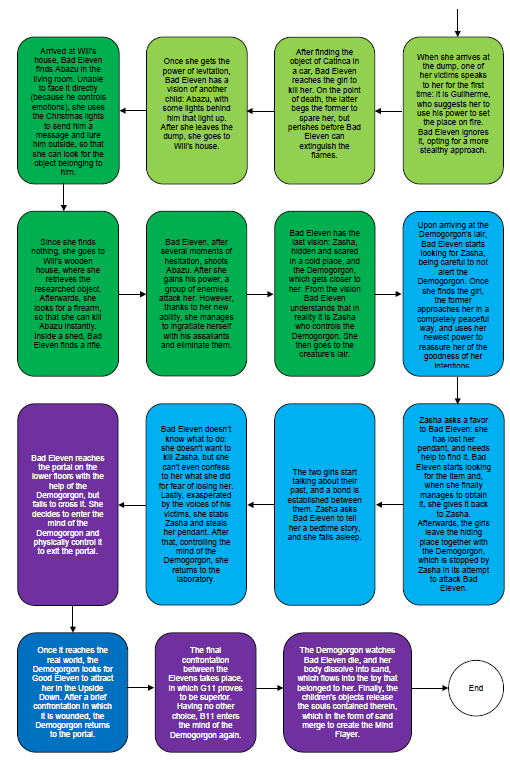 When she arrives at
the dump, one of
her victims speaks
to her for the first
time: it is Guilherme,
who suggests her to
use his power to set
the place on fire.
Bad Eleven ignores
it, opting for a more
stealthy approach.
After finding
the object of Catinca
in a car, Bad Eleven
reaches the girl to
kill her. On the point
of death, the latter
begs the former to
spare her, but
perishes before Bad
Eleven can
extinguish the
flames.
Once she gets the
power of levitation,
Bad Eleven has a
vision of another
child: Abazu, with
some lights behind
him that light up.
After she leaves the
dump, she goes to
Will's house.
Arrived at Will's
house, Bad Eleven
finds Abazu in the
living room. Unable
to face it directly
(because he controls
emotions), she uses
the Christmas lights
to send him a
message and lure
him outside, so that
she can look for the
object belonging to
him.
Since she finds
nothing, she goes to
Will's wooden
house, where she
retrieves the
researched object.
Afterwards, she
looks for a firearm,
so that she can kill
Abazu instantly.
Inside a shed, Bad
Eleven finds a rifle.
Bad Eleven, after
several moments of
hesitation, shoots
Abazu. After she
gains his power, a
group of enemies
attack her. However,
thanks to her new
ability, she manages
to ingratiate herself
with his assailants
and eliminate them.
Bad Eleven has the
last vision: Zasha,
hidden and scared
in a cold place, and
the Demogorgon,
which gets closer to
her. From the vision
Bad Eleven
understands that in
reality it is Zasha
who controls the
Demogorgon. She
then goes to the
creature's lair.
Upon arriving at the
Demogorgon's lair,
Bad Eleven starts
looking for Zasha,
being careful to not
alert the
Demogorgon. Once
she finds the girl,
the former
approaches her in a
completely peaceful
way, and uses her
newest power to
reassure her of the
goodness of her
intentions.
Zasha asks a favor
to Bad Eleven: she
has lost her
pendant, and needs
help to find it. Bad
Eleven starts looking
for the item and,
when she finally
manages to obtain
it, she gives it back
to Zasha.
Afterwards, the girls
leave the hiding
place together with
the Demogorgon,
which is stopped by
Zasha in its attempt
to attack Bad
Eleven.
The two girls start
talking about their
past, and a bond is
established between
them. Zasha asks
Bad Eleven to tell
her a bedtime story,
and she falls asleep.
Bad Eleven doesn't
know what to do:
she doesn't want to
kill Zasha, but she
can't even confess
to her what she did
for fear of losing her.
Lastly, exasperated
by the voices of his
victims, she stabs
Zasha and steals
her pendant. After
that, controlling the
mind of the
Demogorgon, she
returns to the
laboratory.
Bad Eleven reaches
the portal on the
lower floors with
the help of the
Demogorgon, but
fails to cross it. She
decides to enter the
mind of the
Demogorgon and
physically control it
to exit the portal.
Once it reaches the
real world, the
Demogorgon looks for
Good Eleven to attract
her in the Upside
Down. After a brief
confrontation in which
it is wounded, the
Demogorgon returns
to the portal.
The final
confrontation
between the
Elevens takes place,
in which G11 proves
to be superior.
Having no other
choice, B11 enters
the mind of the
Demogorgon again.
The Demogorgon watches
Bad Eleven die, and her
body dissolve into sand,
which flows into the toy that
belonged to her. Finally, the
children's objects release
the souls contained therein,
which in the form of sand
merge to create the Mind
Flayer.
End